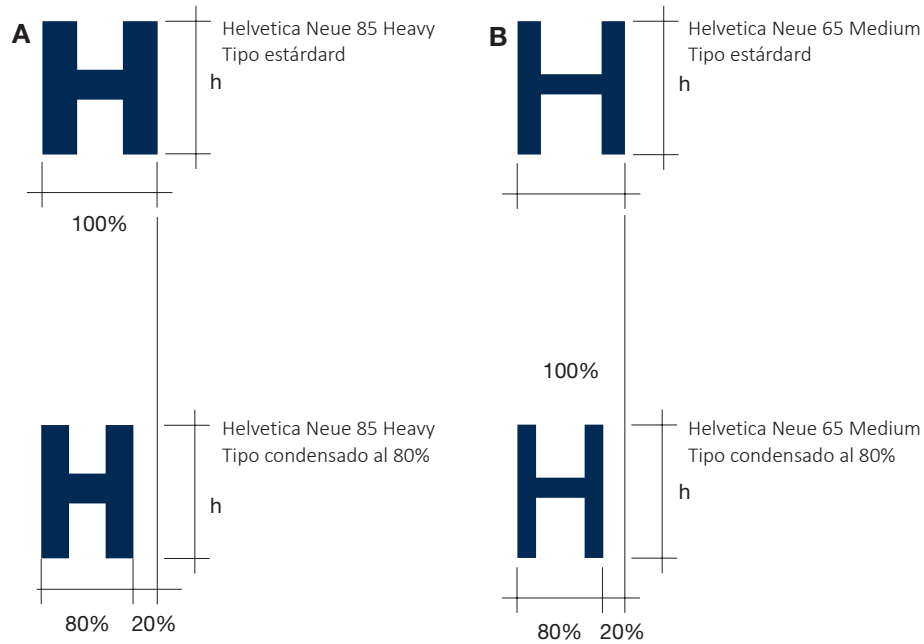 A
H
Helvetica Neue 85 Heavy
Tipo estárdard
h
100%
B
H
Helvetica Neue 65 Medium
Tipo estárdard
h
100%
H
Helvetica Neue 85 Heavy
Tipo condensado al 80%
h
80% 20%
H
Helvetica Neue 65 Medium
Tipo condensado al 80%
h
80% 20%